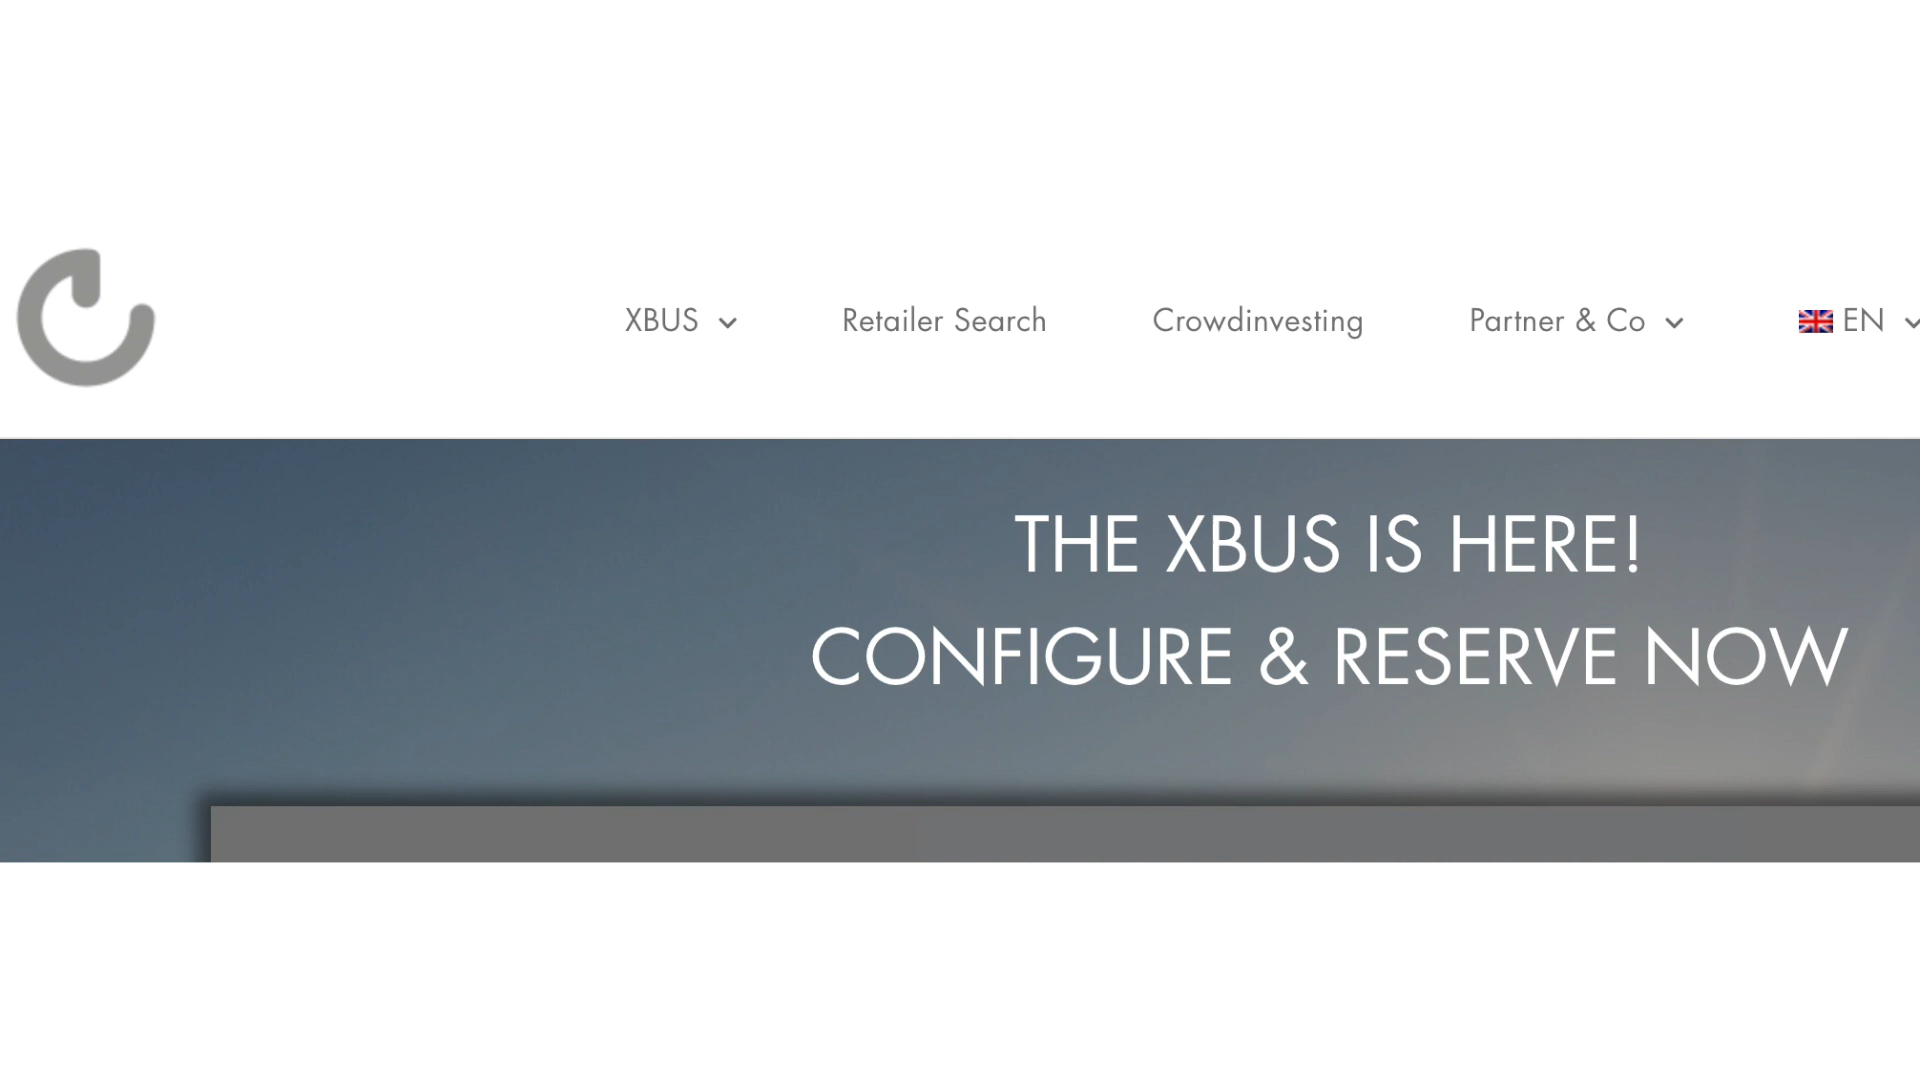 XBUS Retailer Search Crowdinvesting Partner & Co EN
THE XBUS IS HERE!
CONFIGURE & RESERVE NOW